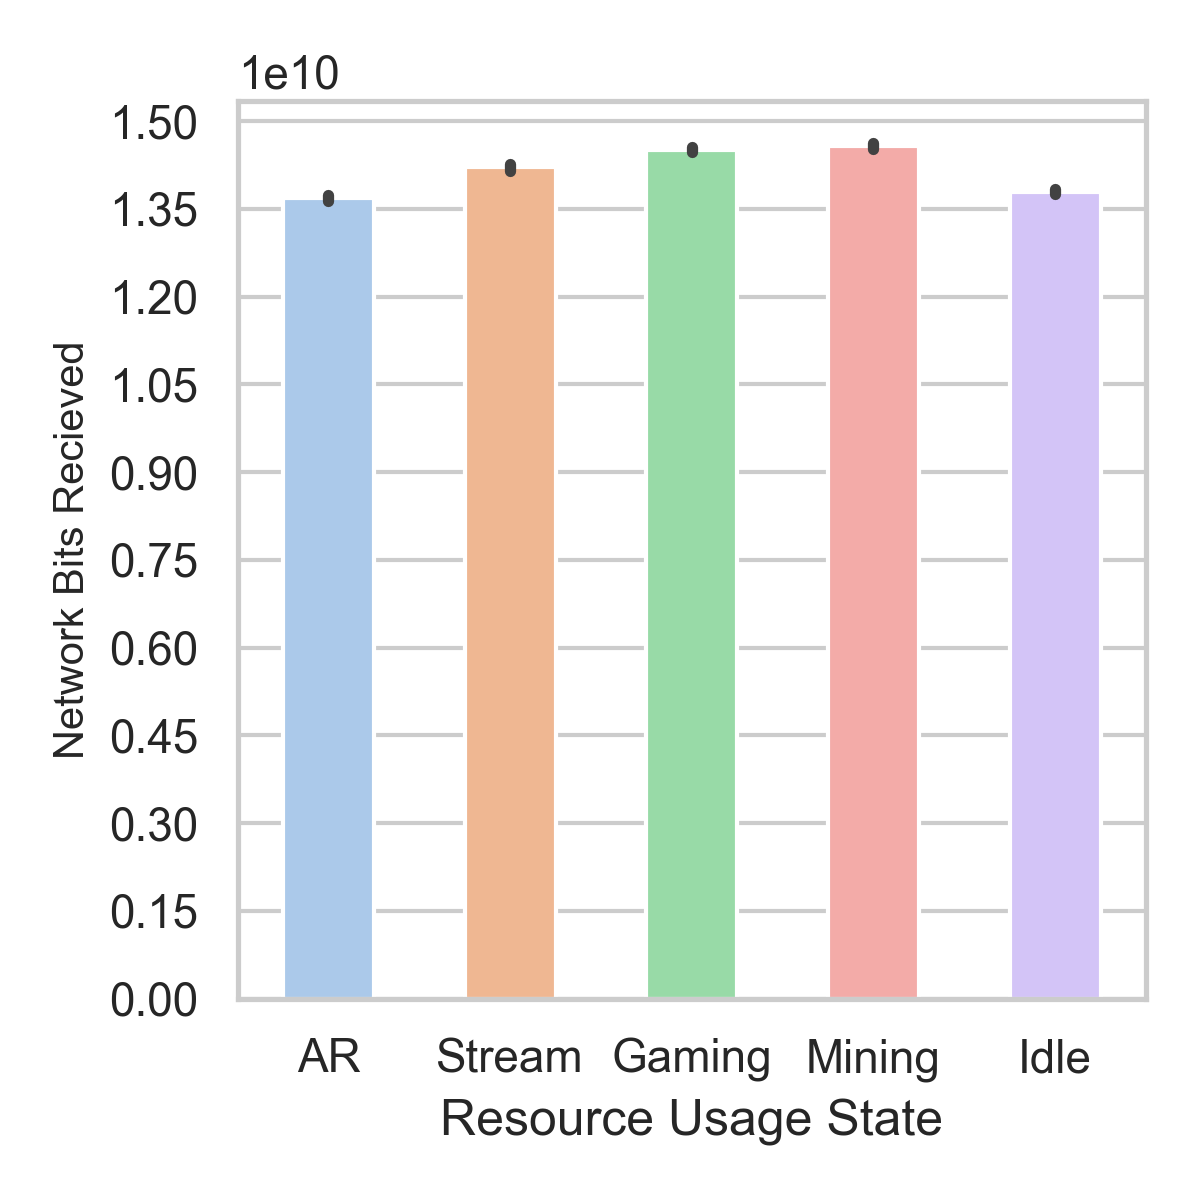 1e10
1.50
1.35
1.20
1.05
0.90
0.75
0.60
0.45
0.30
0.15
0.00
Network Bits Recieved
AR Stream Gaming Mining Idle
Resource Usage State